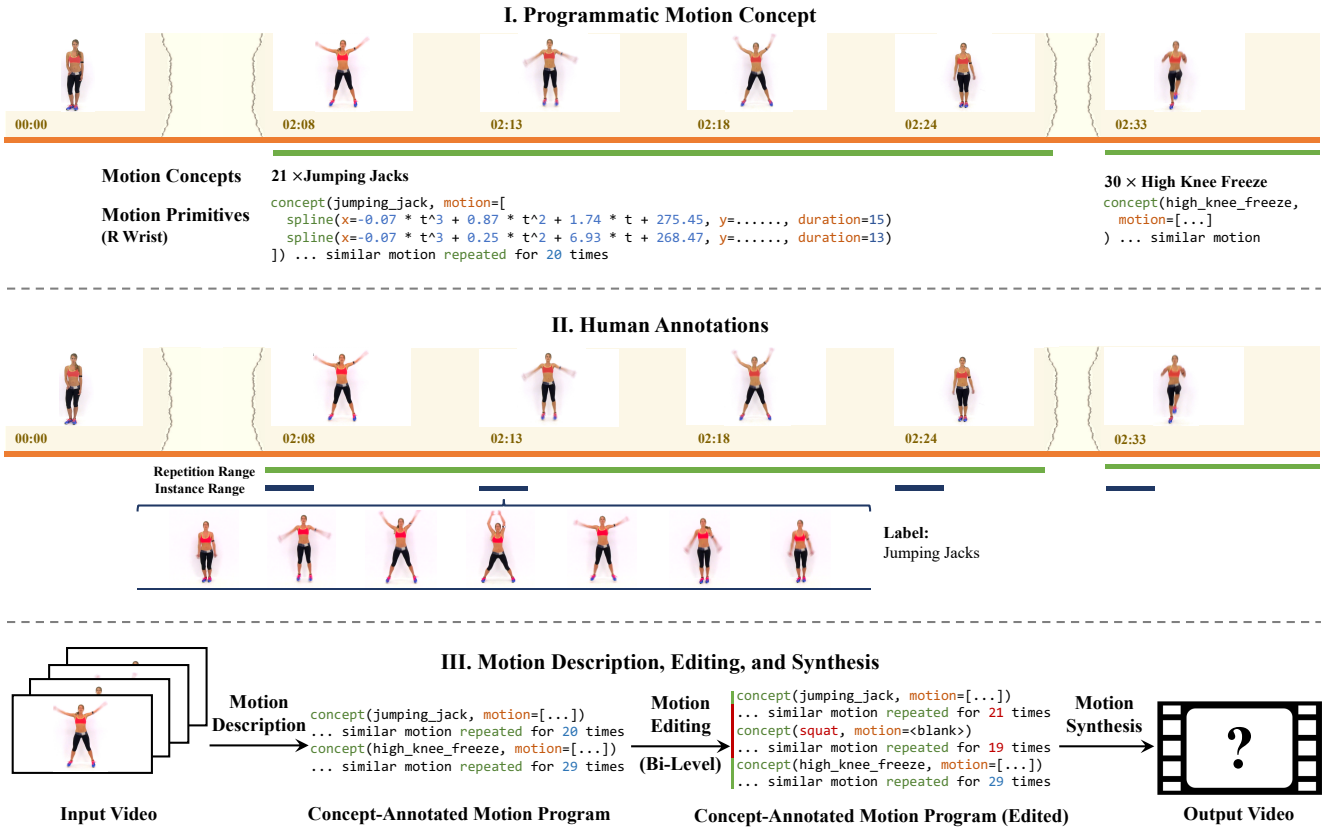 I. Programmatic Motion Concept
00:00 02:08 02:13 02:18 02:24 02:33
Motion Concepts
21 ×Jumping Jacks
Motion Primitives
(R Wrist)
concept(jumping_jack, motion=[
spline(x=-0.07 * t^3 + 0.87 * t^2 + 1.74 * t + 275.45, y=......, duration=15)
spline(x=-0.07 * t^3 + 0.25 * t^2 + 6.93 * t + 268.47, y=......, duration=13)
]) ... similar motion repeated for 20 times
30 × High Knee Freeze
concept(high_knee_freeze,
motion=[...]
) ... similar motion
II. Human Annotations
00:00 02:08 02:13 02:18 02:24 02:33
Repetition Range
Instance Range
Label:
Jumping Jacks
III. Motion Description, Editing, and Synthesis
Input Video
Motion
Description
concept(jumping_jack, motion=[...])
... similar motion repeated for 20 times
concept(high_knee_freeze, motion=[...])
... similar motion repeated for 29 times
Concept-Annotated Motion Program
Motion
Editing
(Bi-Level)
concept(jumping_jack, motion=[...])
... similar motion repeated for 21 times
concept(squat, motion=<blank>)
... similar motion repeated for 19 times
concept(high_knee_freeze, motion=[...])
... similar motion repeated for 29 times
Concept-Annotated Motion Program (Edited)
Motion
Synthesis
?
Output Video